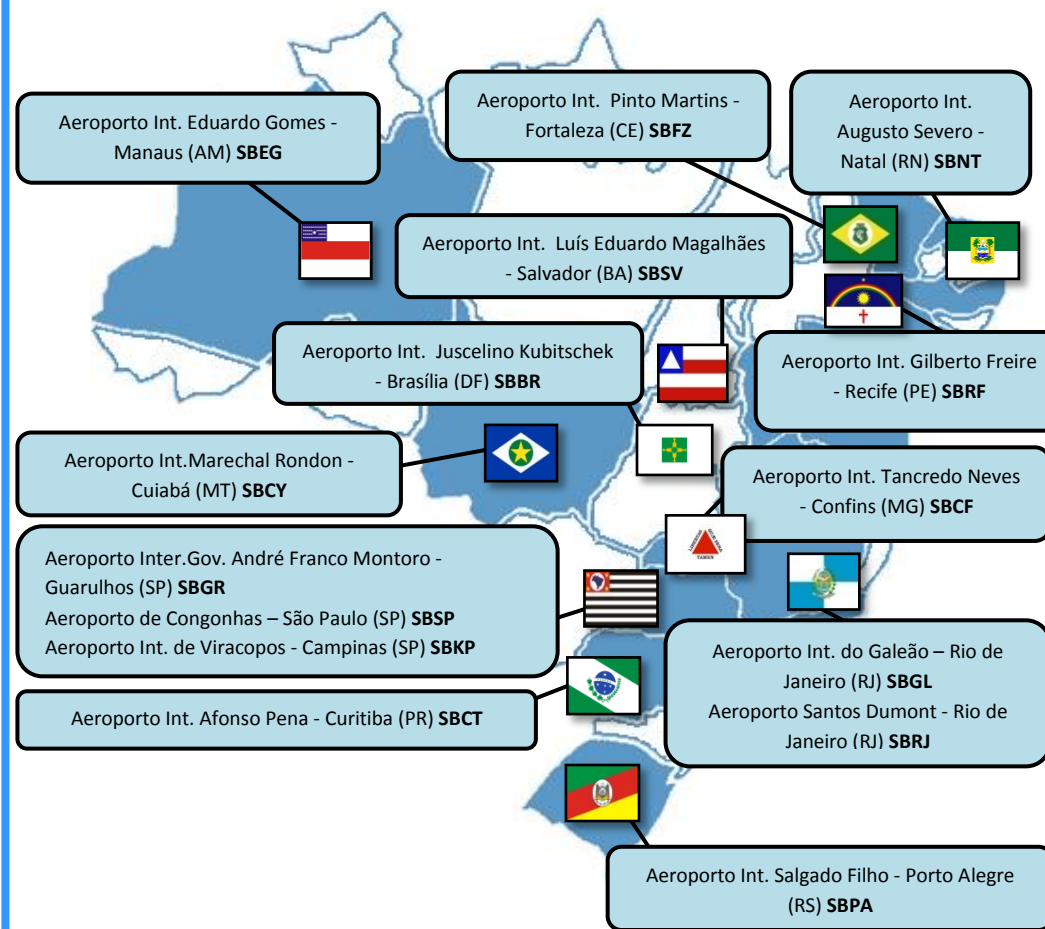 Aeroporto Int. Eduardo Gomes -
Manaus (AM) SBEG
Aeroporto Int. Pinto Martins -
Fortaleza (CE) SBFZ
Aeroporto Int.
Augusto Severo -
Natal (RN) SBNT
Aeroporto Int. Luís Eduardo Magalhães
- Salvador (BA) SBSV
Aeroporto Int. Juscelino Kubitschek
- Brasília (DF) SBBR
Aeroporto Int. Gilberto Freire
- Recife (PE) SBRF
Aeroporto Int.Marechal Rondon -
Cuiabá (MT) SBCY
Aeroporto Int. Tancredo Neves
- Confins (MG) SBCF
Aeroporto Inter.Gov. André Franco Montoro -
Guarulhos (SP) SBGR
Aeroporto de Congonhas – São Paulo (SP) SBSP
Aeroporto Int. de Viracopos - Campinas (SP) SBKP
Aeroporto Int. do Galeão – Rio de
Janeiro (RJ) SBGL
Aeroporto Santos Dumont - Rio de
Janeiro (RJ) SBRJ
Aeroporto Int. Afonso Pena - Curitiba (PR) SBCT
Aeroporto Int. Salgado Filho - Porto Alegre
(RS) SBPA